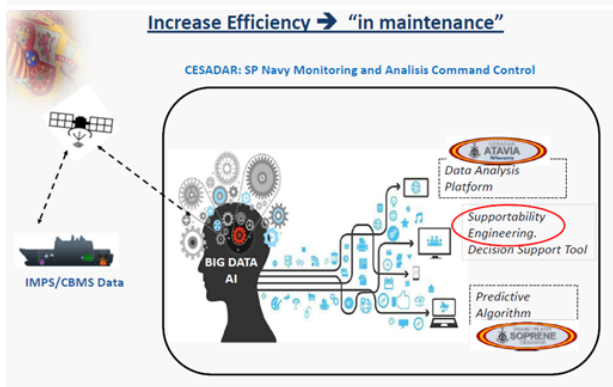 Increase Efficiency ➔ “in maintenance”
CESADAR: SP Navy Monitoring and Analisis Command Control
CESADAR
ATAVIA
Data Analysis
Platform
Supportability
Engineering.
Decision Support Tool
BIG DATA
AI
IMPS/CBMS Data
Predictive
Algorithm
SOPRENE